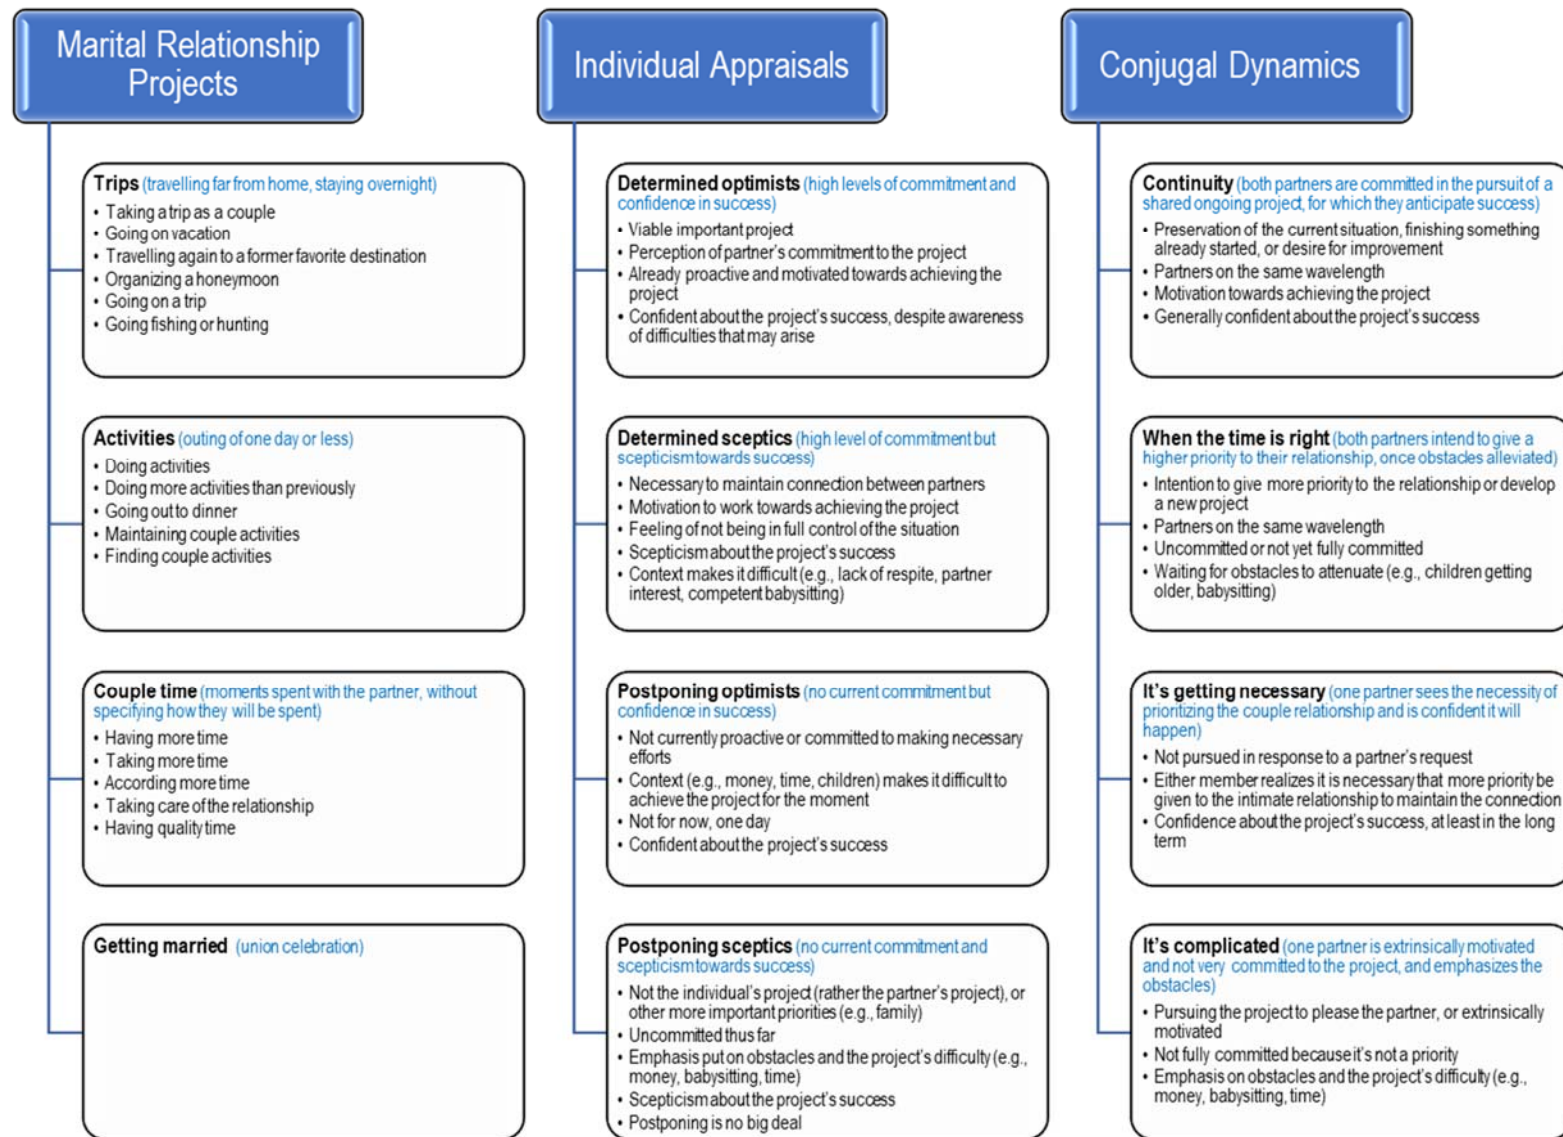 Marital Relationship
Projects
Trips (travelling far from home, staying overnight)
• Taking a trip as a couple
• Going on vacation
• Travelling again to a former favorite destination
• Organizing a honeymoon
• Going on a trip
• Going fishing or hunting
Activities (outing of one day or less)
• Doing activities
• Doing more activities than previously
• Going out to dinner
• Maintaining couple activities
• Finding couple activities
Couple time (moments spent with the partner, without
specifying how they will be spent)
• Having more time
• Taking more time
• According more time
• Taking care of the relationship
• Having quality time
Getting married (union celebration)
Individual Appraisals
Determined optimists (high levels of commitment and
confidence in success)
• Viable important project
• Perception of partner's commitment to the project
• Already proactive and motivated towards achieving the
project
• Confident about the project's success, despite awareness
of difficulties that may arise
Determined sceptics (high level of commitment but
scepticism towards success)
• Necessary to maintain connection between partners
• Motivation to work towards achieving the project
• Feeling of not being in full control of the situation
• Scepticism about the project's success
• Context makes it difficult (e.g., lack of respite, partner
interest, competent babysitting)
Postponing optimists (no current commitment but
confidence in success)
• Not currently proactive or committed to making necessary
efforts
• Context (e.g., money, time, children) makes it difficult to
achieve the project for the moment
• Not for now, one day
• Confident about the project's success
Postponing sceptics (no current commitment and
scepticism towards success)
• Not the individual's project (rather the partner's project), or
other more important priorities (e.g., family)
• Uncommitted thus far
• Emphasis put on obstacles and the project's difficulty (e.g.,
money, babysitting, time)
• Scepticism about the project's success
• Postponing is no big deal
Conjugal Dynamics
Continuity (both partners are committed in the pursuit of a
shared ongoing project, for which they anticipate success)
• Preservation of the current situation, finishing something
already started, or desire for improvement
• Partners on the same wavelength
• Motivation towards achieving the project
• Generally confident about the project's success
When the time is right (both partners intend to give a
higher priority to their relationship, once obstacles alleviated)
• Intention to give more priority to the relationship or develop
a new project
• Partners on the same wavelength
• Uncommitted or not yet fully committed
• Waiting for obstacles to attenuate (e.g., children getting
older, babysitting)
It's getting necessary (one partner sees the necessity of
prioritizing the couple relationship and is confident it will
happen)
• Not pursued in response to a partner's request
• Either member realizes it is necessary that more priority be
given to the intimate relationship to maintain the connection
• Confidence about the project's success, at least in the long
term
It's complicated (one partner is extrinsically motivated
and not very committed to the project, and emphasizes the
obstacles)
• Pursuing the project to please the partner, or extrinsically
motivated
• Not fully committed because it's not a priority
• Emphasis on obstacles and the project's difficulty (e.g.,
money, babysitting, time)